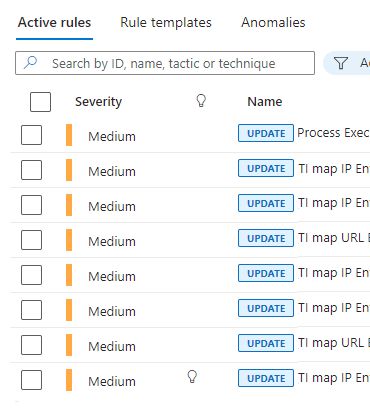 Active rules Rule templates Anomalies
Search by ID, name, tactic or technique
Severity Name
Medium UPDATE Process Exec
Medium UPDATE TI map IP En
Medium UPDATE TI map IP En
Medium UPDATE TI map URL E
Medium UPDATE TI map IP En
Medium UPDATE TI map IP En
Medium UPDATE TI map URL E
Medium UPDATE TI map IP En